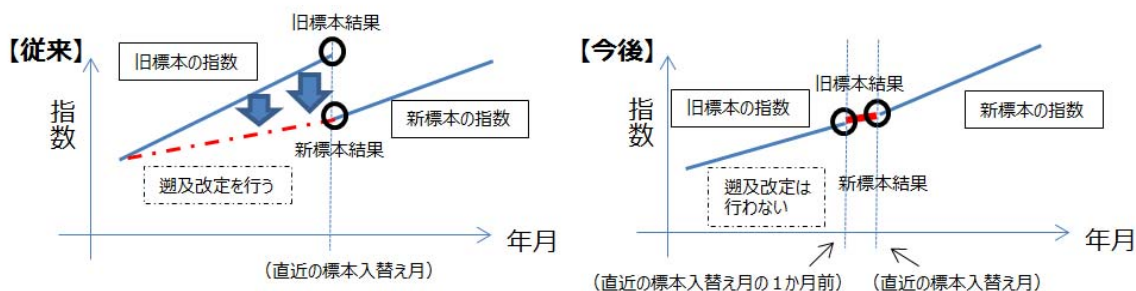 【従来】
旧標本結果
旧標本の指数
指数
新標本の指数
新標本結果
遡及改定を行う
年月
（直近の標本入替え月）
【今後】
旧標本結果
旧標本の指数
新標本の指数
指数
新標本結果
遡及改定は
行わない
年月
（直近の標本入替え月の１か月前）
（直近の標本入替え月）